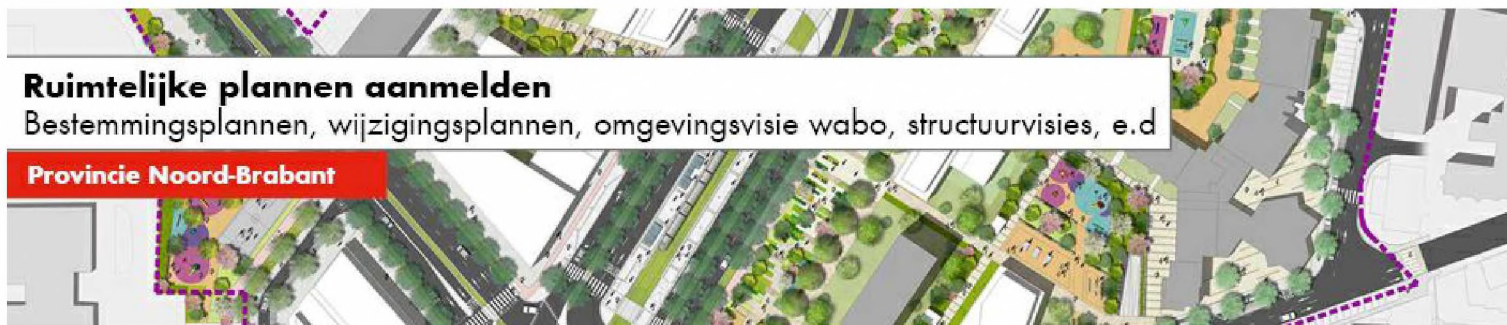 Ruimtelijke plannen aanmelden
Bestemmingsplannen, wijzigingsplannen, omgevingsvisie wabo, structuurvisies, e.d
Provincie Noord-Brabant